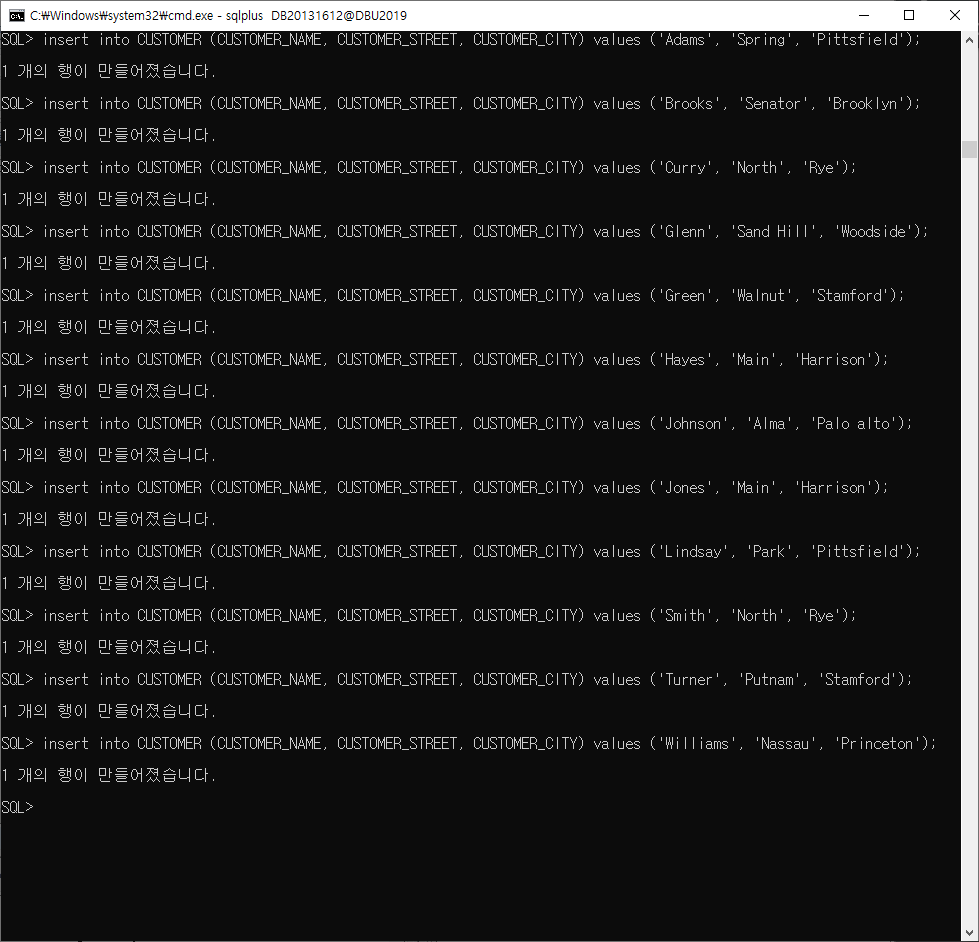 C:₩Windows₩system32₩cmd.exe - sqlplus  DB20131612@DBU2019
SQL> insert into CUSTOMER (CUSTOMER_NAME, CUSTOMER_STREET, CUSTOMER_CITY) values ('Adams', 'Spring', 'Pittsfield');
1 개의 행이 만들어졌습니다.
SQL> insert into CUSTOMER (CUSTOMER_NAME, CUSTOMER_STREET, CUSTOMER_CITY) values ('Brooks', 'Senator', 'Brooklyn');
1 개의 행이 만들어졌습니다.
SQL> insert into CUSTOMER (CUSTOMER_NAME, CUSTOMER_STREET, CUSTOMER_CITY) values ('Curry', 'North', 'Rye');
1 개의 행이 만들어졌습니다.
SQL> insert into CUSTOMER (CUSTOMER_NAME, CUSTOMER_STREET, CUSTOMER_CITY) values ('Glenn', 'Sand Hill', 'Woodside');
1 개의 행이 만들어졌습니다.
SQL> insert into CUSTOMER (CUSTOMER_NAME, CUSTOMER_STREET, CUSTOMER_CITY) values ('Green', 'Walnut', 'Stamford');
1 개의 행이 만들어졌습니다.
SQL> insert into CUSTOMER (CUSTOMER_NAME, CUSTOMER_STREET, CUSTOMER_CITY) values ('Hayes', 'Main', 'Harrison');
1 개의 행이 만들어졌습니다.
SQL> insert into CUSTOMER (CUSTOMER_NAME, CUSTOMER_STREET, CUSTOMER_CITY) values ('Johnson', 'Alma', 'Palo alto');
1 개의 행이 만들어졌습니다.
SQL> insert into CUSTOMER (CUSTOMER_NAME, CUSTOMER_STREET, CUSTOMER_CITY) values ('Jones', 'Main', 'Harrison');
1 개의 행이 만들어졌습니다.
SQL> insert into CUSTOMER (CUSTOMER_NAME, CUSTOMER_STREET, CUSTOMER_CITY) values ('Lindsay', 'Park', 'Pittsfield');
1 개의 행이 만들어졌습니다.
SQL> insert into CUSTOMER (CUSTOMER_NAME, CUSTOMER_STREET, CUSTOMER_CITY) values ('Smith', 'North', 'Rye');
1 개의 행이 만들어졌습니다.
SQL> insert into CUSTOMER (CUSTOMER_NAME, CUSTOMER_STREET, CUSTOMER_CITY) values ('Turner', 'Putnam', 'Stamford');
1 개의 행이 만들어졌습니다.
SQL> insert into CUSTOMER (CUSTOMER_NAME, CUSTOMER_STREET, CUSTOMER_CITY) values ('Williams', 'Nassau', 'Princeton');
1 개의 행이 만들어졌습니다.
SQL>